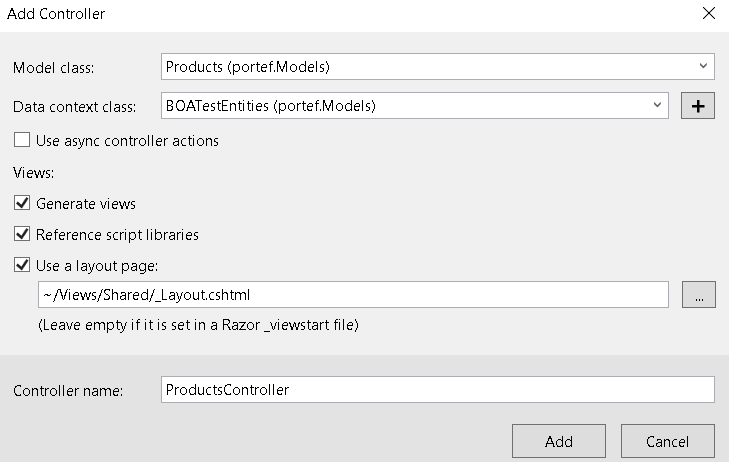 Add Controller
Model class: Products (portef.Models)
Data context class: BOATestEntities (portef.Models) +
Use async controller actions
Views:
Generate views
Reference script libraries
Use a layout page:
~/Views/Shared/_Layout.cshtml ...
(Leave empty if it is set in a Razor _viewstart file)
Controller name: ProductsController
Add Cancel